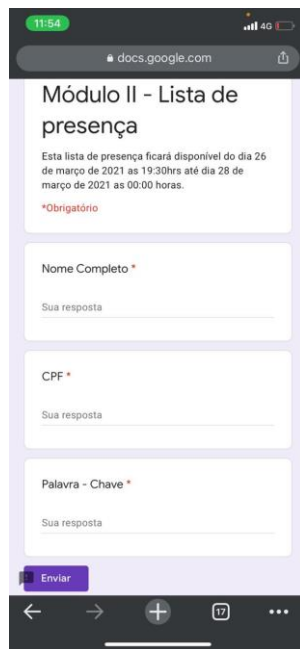 11:54
4G
docs.google.com
Módulo II - Lista de
presença
Esta lista de presença ficará disponível do dia 26
de março de 2021 as 19:30hrs até dia 28 de
março de 2021 as 00:00 horas.
*Obrigatório
Nome Completo *
Sua resposta
CPF *
Sua resposta
Palavra - Chave *
Sua resposta
Enviar
17